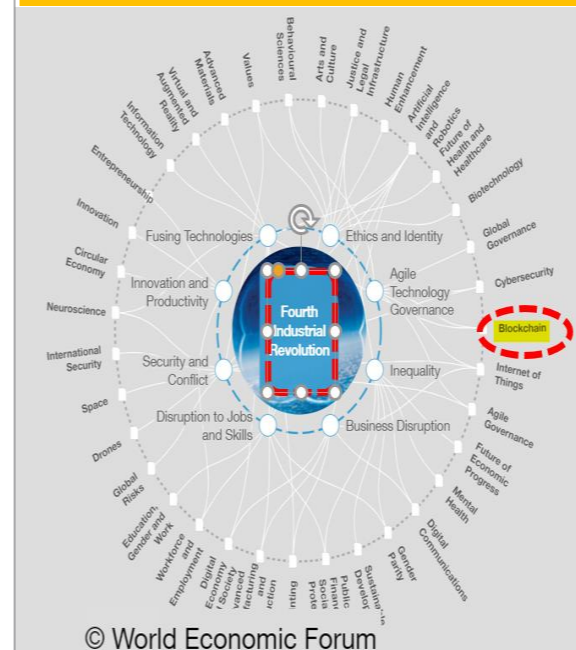 Values
Behavioural
Sciences
Arts and
Culture
Justice and
Legal
Infrastructure
Human
Enhancement
Artificial
Intelligence
and
Robotics
Future of
Health and
Healthcare
Biotechnology
Global
Governance
Cybersecurity
Blockchain
Internet of
Things
Agile
Governance
Future of
Economic
Progress
Mental
Health
Digital
Communications
Gender
Parity
Public
Digital
Economy
Society
and
Workforce
and
Employment
Education,
Gender and
Work
Global
Risks
Drones
Space
International
Security
Neuroscience
Circular
Economy
Innovation
Entrepreneurship
Information
Technology
Virtual and
Augmented
Reality
Advanced
Materials
Fusing Technologies
Ethics and Identity
Innovation and
Productivity
Agile
Technology
Governance
Fourth
Industrial
Revolution
Security and
Conflict
Inequality
Disruption to Jobs
and Skills
Business Disruption
© World Economic Forum